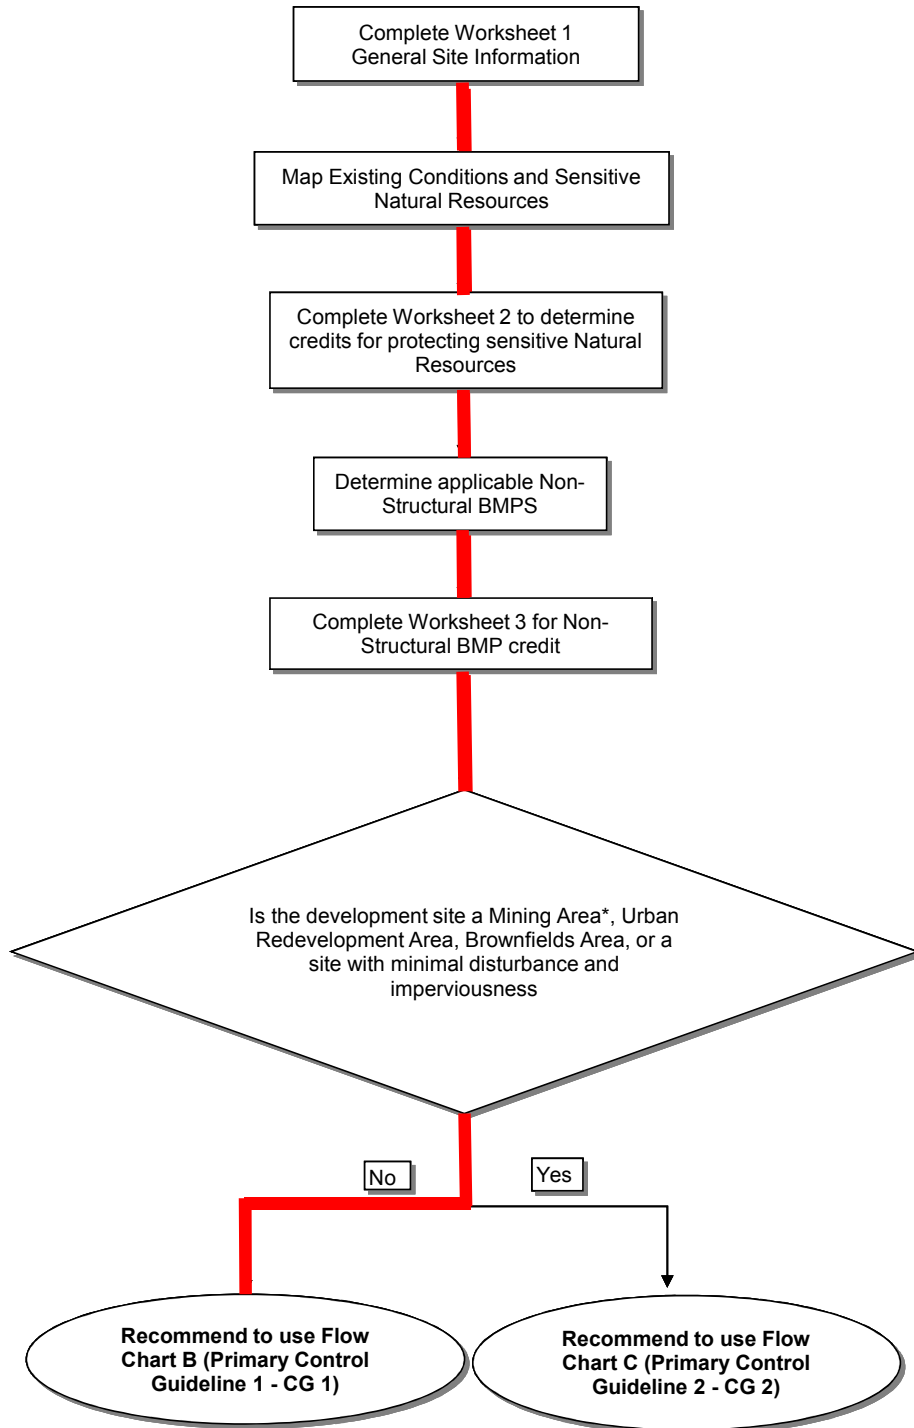 Complete Worksheet 1
General Site Information
Map Existing Conditions and Sensitive
Natural Resources
Complete Worksheet 2 to determine
credits for protecting sensitive Natural
Resources
Determine applicable Non-
Structural BMPS
Complete Worksheet 3 for Non-
Structural BMP credit
Is the development site a Mining Area*, Urban
Redevelopment Area, Brownfields Area, or a
site with minimal disturbance and
imperviousness
No
Yes
Recommend to use Flow
Chart B (Primary Control
Guideline 1 - CG 1)
Recommend to use Flow
Chart C (Primary Control
Guideline 2 - CG 2)